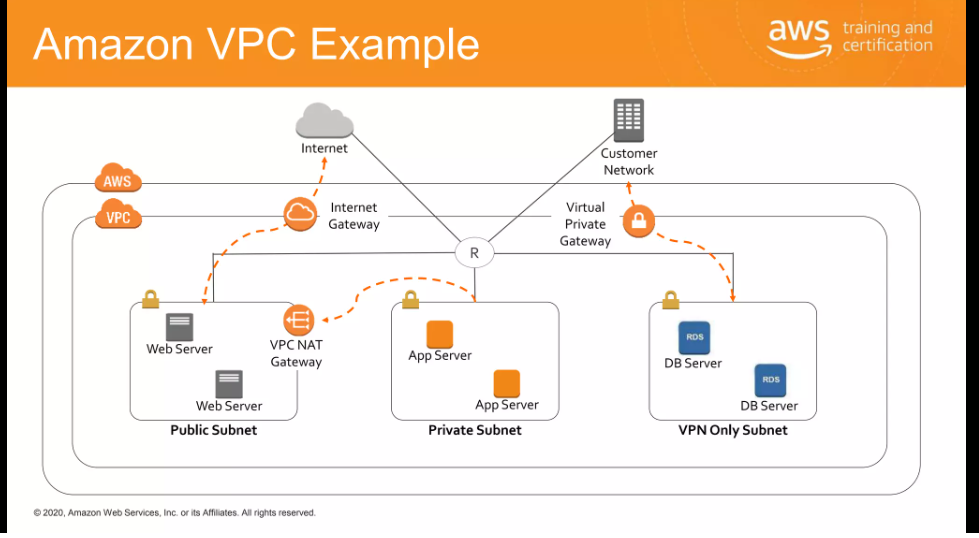 Amazon VPC Example
aws training and
certification
Internet
Customer
Network
AWS
VPC
Internet
Gateway
Virtual
Private
Gateway
R
Web Server
VPC NAT
Gateway
Web Server
App Server
App Server
RDS
DB Server
RDS
DB Server
Public Subnet
Private Subnet
VPN Only Subnet
© 2020, Amazon Web Services, Inc. or its Affiliates. All rights reserved.